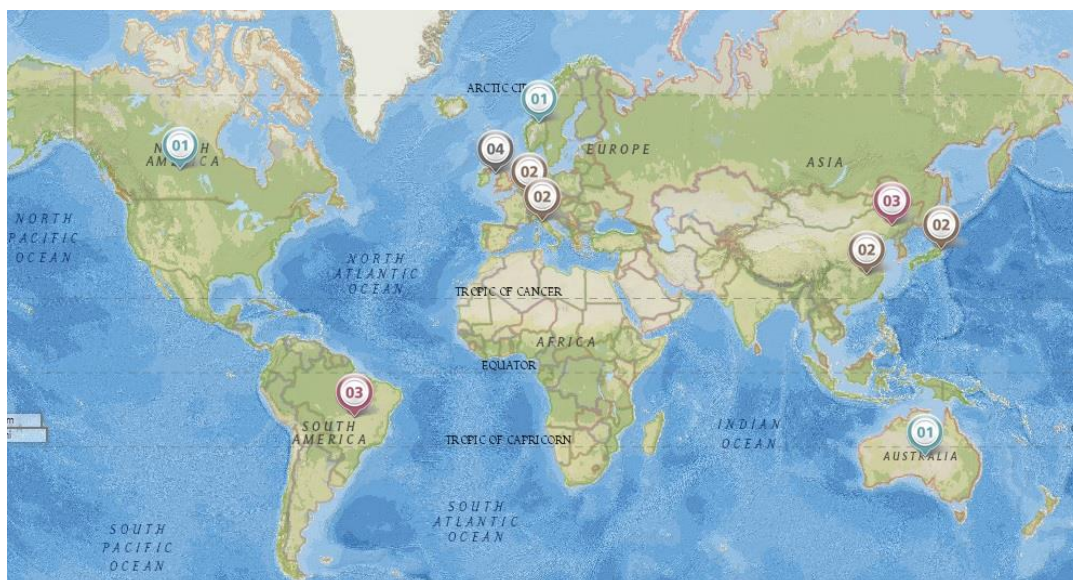 ARCTIC CI
01
01
04
NORTH
AMERICA
EUROPE
ASIA
02
02
03
02
02
NORTH
PACIFIC
OCEAN
NORTH
ATLANTIC
OCEAN
TROPIC OF CANCER
AFRICA
EQUATOR
03
SOUTH
AMERICA
INDIAN
OCEAN
01
AUSTRALIA
TROPIC OF CAPRICORN
SOUTH
ATLANTIC
OCEAN
SOUTH
PACIFIC
OCEAN